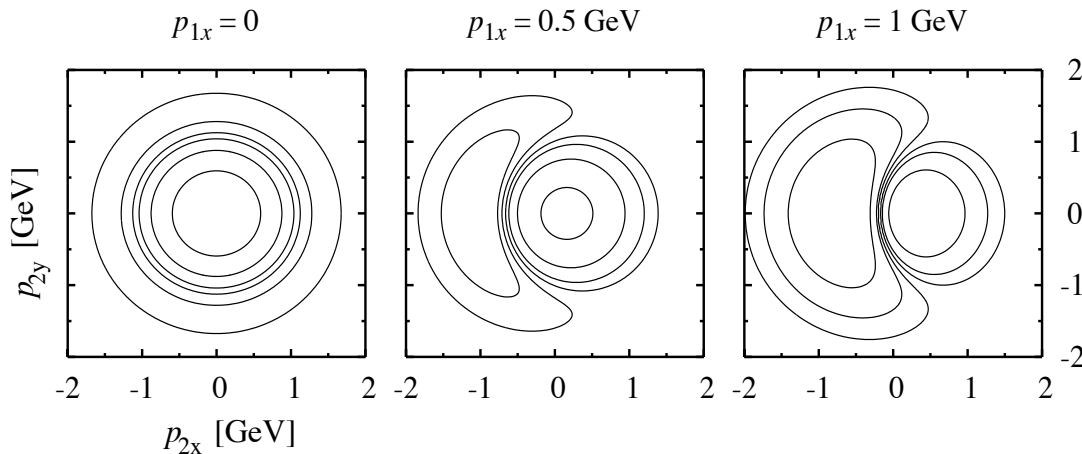 p1x = 0 p1x = 0.5 GeV p1x = 1 GeV
2
1
0
-1
-2
-2 -1 0 1 2 -2 -1 0 1 2 -2 -1 0 1 2
p2y [GeV]
p2x [GeV]